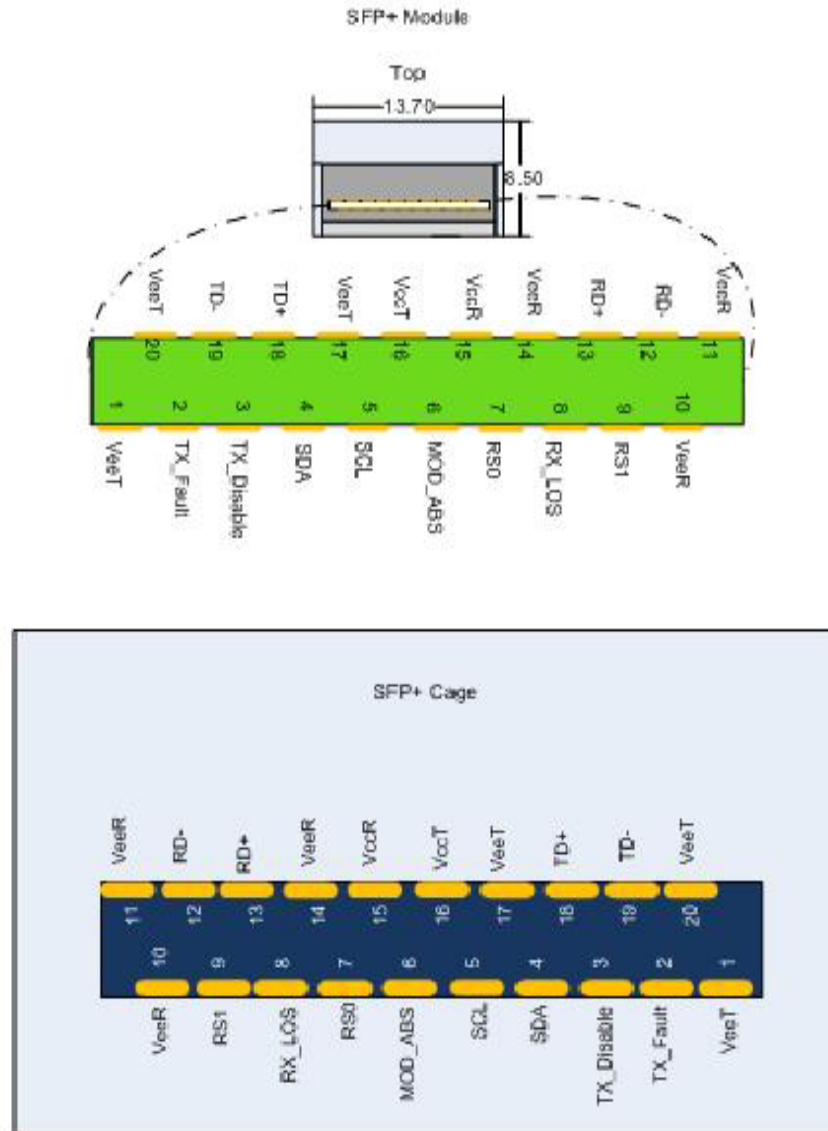 SFP+ Module
Top
13.70
8.50
VeeT TD- TD+ VeeT VccT VccR VeeR RD+ RD- VeeR
20 19 18 17 16 15 14 13 12 11
1 2 3 4 5 6 7 8 9 10
VeeT TX_Fault TX_Disable SDA SCL MOD_ABS RS0 RX_LOS RS1 VeeR
SFP+ Cage
VeeR RD- RD+ VeeR VccR VccT VeeT TD+ TD- VeeT
11 12 13 14 15 16 17 18 19 20
10 9 8 7 6 5 4 3 2 1
VeeR RS1 RX_LOS RS0 MOD_ABS SCL SDA TX_Disable TX_Fault VeeT